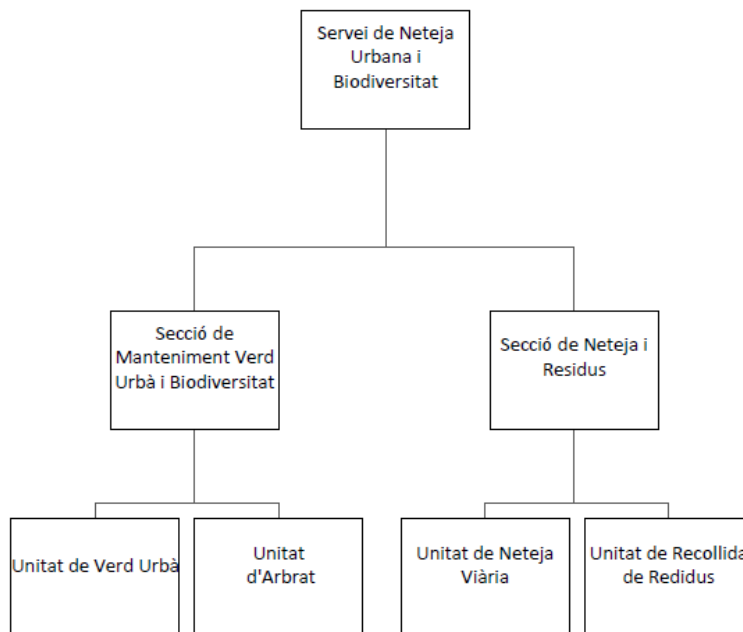 Servei de Neteja
Urbana i
Biodiversitat
Secció de
Manteniment Verd
Urbà i Biodiversitat
Secció de Neteja i
Residus
Unitat de Verd Urbà
Unitat
d'Arbrat
Unitat de Neteja
Viària
Unitat de Recollida
de Redidus